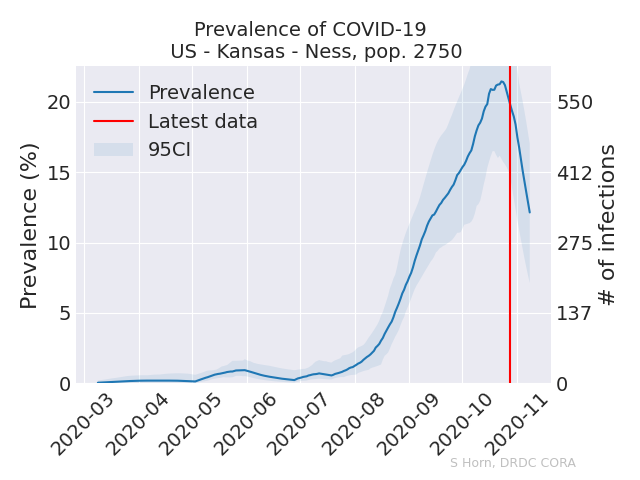 Prevalence of COVID-19
US - Kansas - Ness, pop. 2750
Prevalence
Latest data
95CI
Prevalence (%)
20
15
10
5
0
# of infections
550
412
275
137
0
2020-03
2020-04
2020-05
2020-06
2020-07
2020-08
2020-09
2020-10
2020-11
S Horn, DRDC CORA